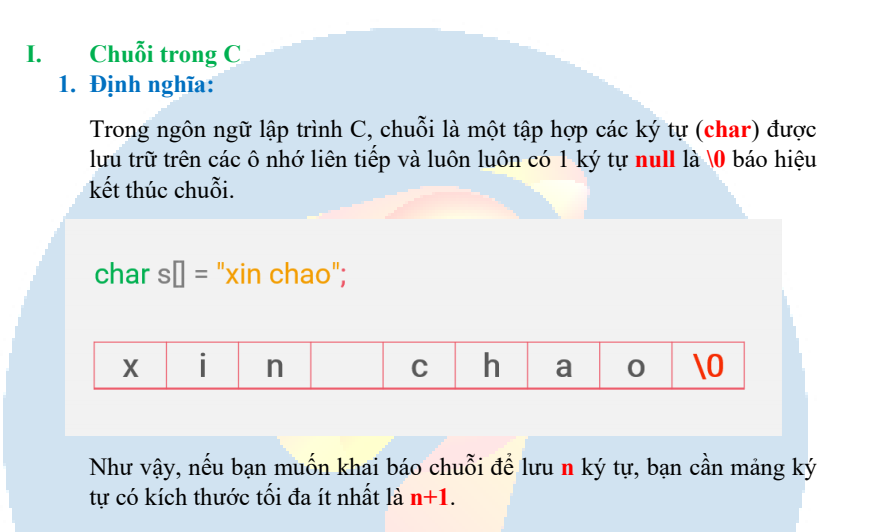 I. Chuỗi trong C
1. Định nghĩa:
Trong ngôn ngữ lập trình C, chuỗi là một tập hợp các ký tự (char) được
lưu trữ trên các ô nhớ liên tiếp và luôn luôn có 1 ký tự null là \0 báo hiệu
kết thúc chuỗi.
char s[] = "xin chao";
x i n c h a o \0
Như vậy, nếu bạn muốn khai báo chuỗi để lưu n ký tự, bạn cần mảng ký
tự có kích thước tối đa ít nhất là n+1.